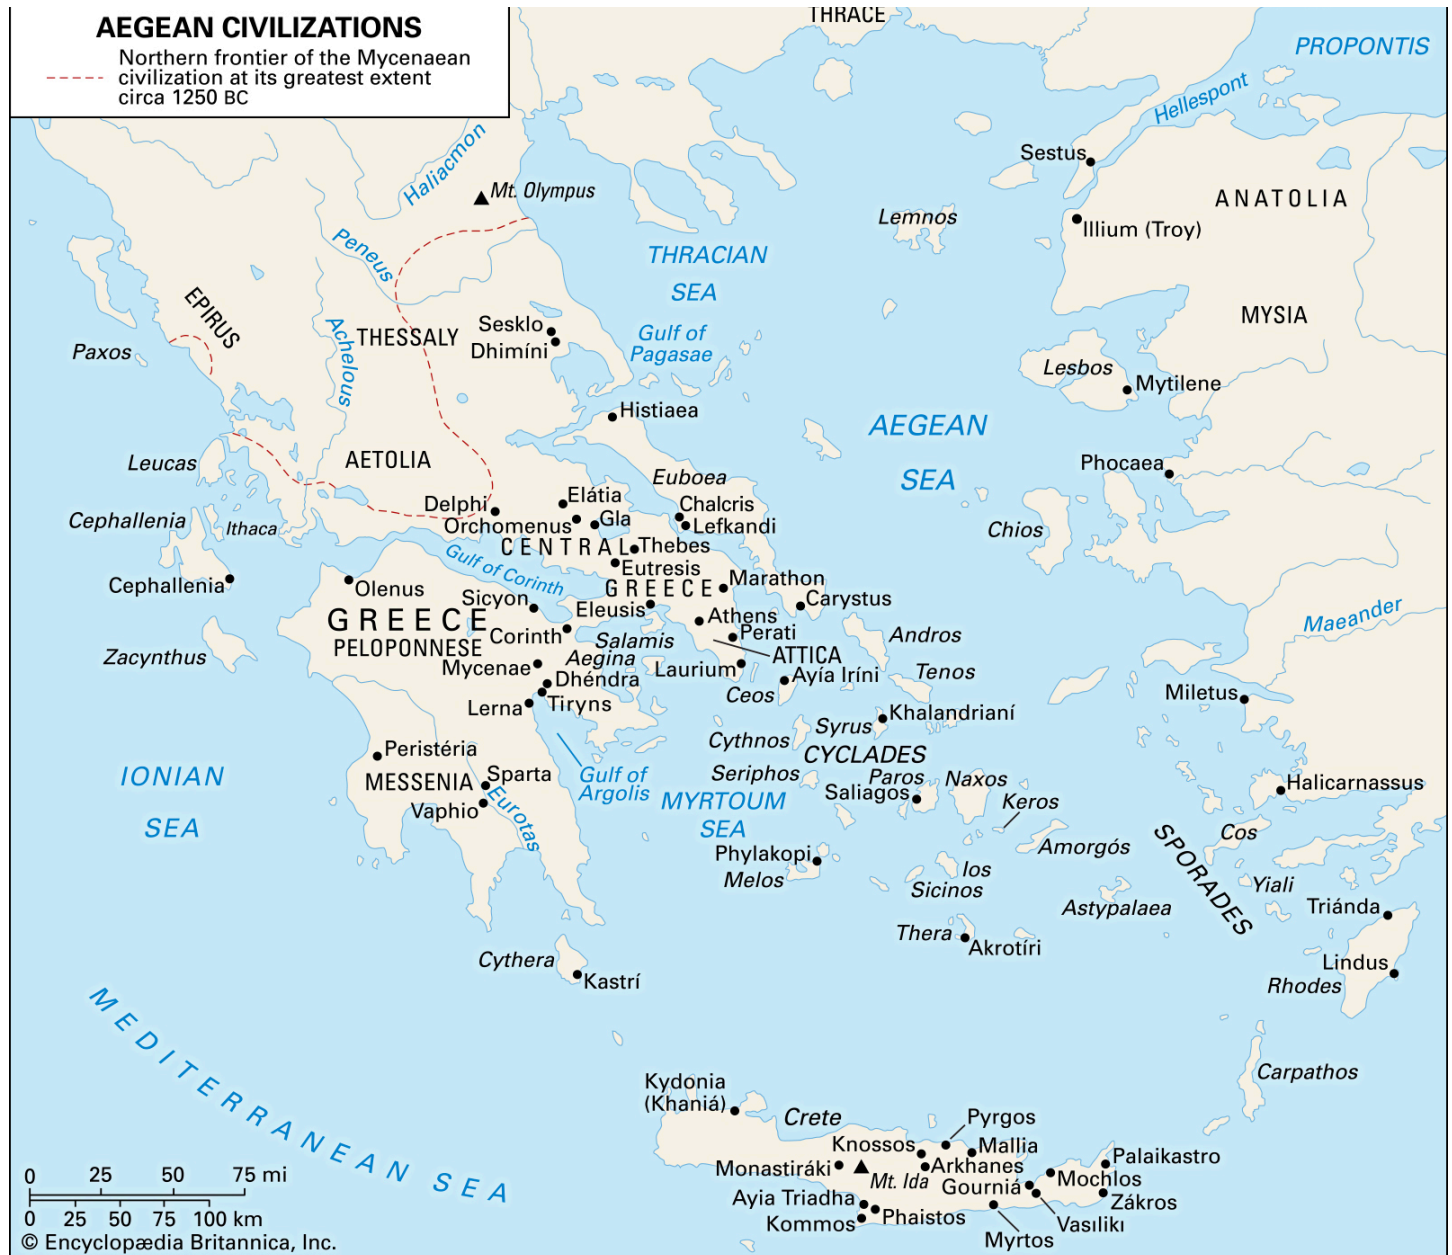 AEGEAN CIVILIZATIONS
Northern frontier of the Mycenaean
civilization at its greatest extent
circa 1250 BC
THRACE
PROPONTIS
Hellespont
Haliacmon
Sestus
Mt. Olympus
ANATOLIA
Lemnos
Illium (Troy)
Peneus
THRACIAN
SEA
EPIRUS
MYSIA
Achelous
THESSALY
Sesklo
Dhimíni
Gulf of
Pagasae
Paxos
Lesbos
Mytilene
Histiaea
AEGEAN
SEA
Leucas
AETOLIA
Phocaea
Euboea
Delphi
Elátia
Chalcris
Cephallenia
Ithaca
Orchomenus
Gla
Lefkandi
Chios
CENTRAL
Thebes
Gulf of Corinth
Eutresis
Cephallenia
Olenus
GREECE
Marathon
Sicyon
Eleusis
Carystus
GREECE
Athens
Maeander
PELOPONNESE
Corinth
Salamis
Perati
Andros
Zacynthus
Mycenae
Aegina
ATTICA
Dhéndra
Laurium
Ayía Iríni
Tenos
Lerna
Tiryns
Ceos
Miletus
Syrus
Khalandrianí
Peristéria
Cythnos
CYCLADES
IONIAN
SEA
MESSENIA
Sparta
Gulf of
Argolis
Seriphos
Paros
Naxos
Halicarnassus
Vaphio
Eurotas
MYRTOUM
SEA
Saliagos
Keros
Phylakopi
Melos
Amorgós
Cos
SPORADES
Ios
Sicinos
Yiali
Astypalaea
Triánda
Thera
Akrotíri
Cythera
Kastrí
Lindus
Rhodes
MEDITERRANEAN SEA
Carpathos
Kydonia
(Khaniá)
Crete
Pyrgos
Knossos
Mallia
Monastiráki
Arkhanes
Palaikastro
Mt. Ida
Gourniá
Mochlos
Ayia Triadha
Zákros
Kommos
Phaistos
Vasiliki
Myrtos
0 25 50 75 mi
0 25 50 75 100 km
© Encyclopædia Britannica, Inc.